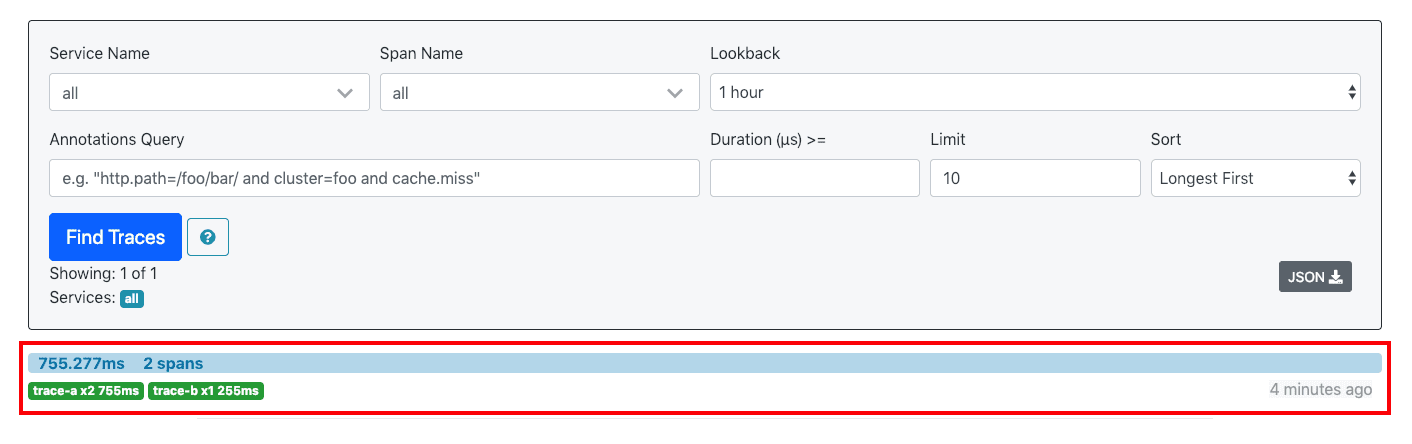 Service Name Span Name Lookback
all all 1 hour
Annotations Query Duration (µs) >= Limit Sort
e.g. "http.path=/foo/bar/ and cluster=foo and cache.miss" 10 Longest First
Find Traces ?
Showing: 1 of 1
JSON
Services: all
755.277ms 2 spans
trace-a x2 755ms trace-b x1 255ms 4 minutes ago